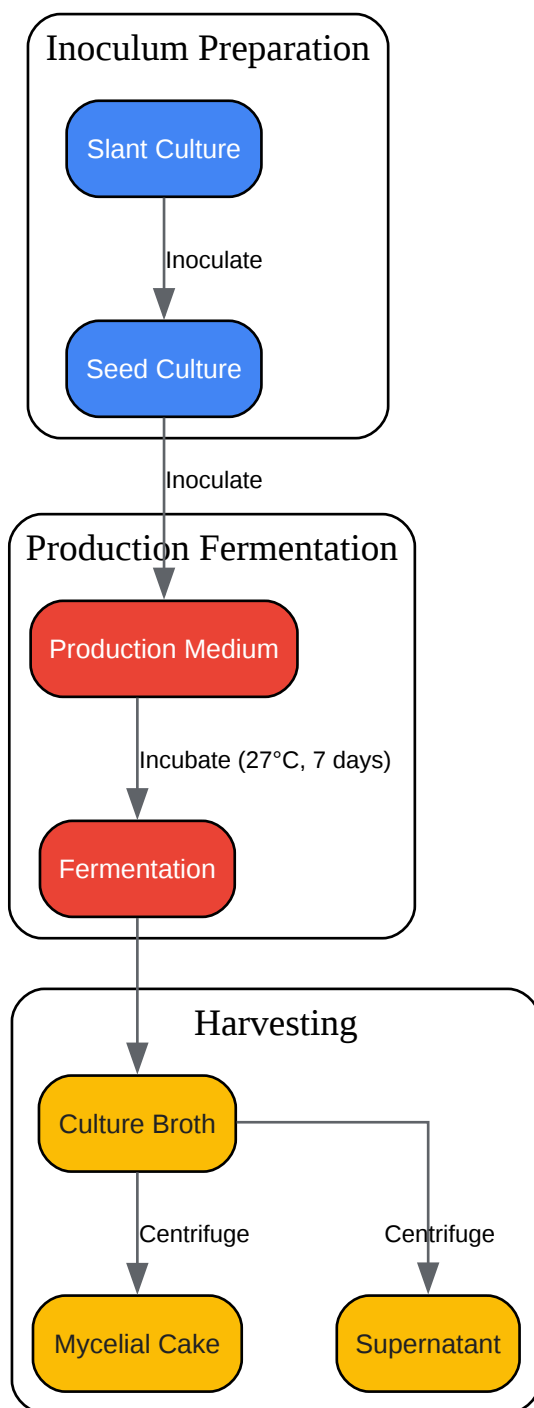 Inoculum Preparation
Slant Culture
Inoculate
Seed Culture
Inoculate
Production Fermentation
Production Medium
Incubate (27°C, 7 days)
Fermentation
Harvesting
Culture Broth
Centrifuge
Centrifuge
Mycelial Cake
Supernatant